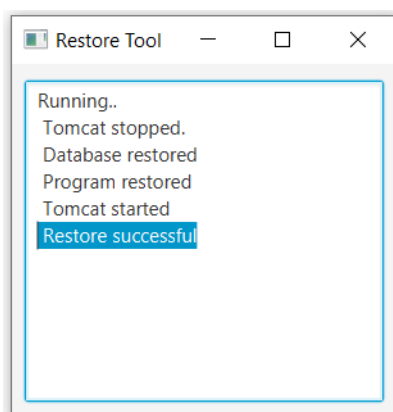 Restore Tool
Running..
Tomcat stopped.
Database restored
Program restored
Tomcat started
Restore successful